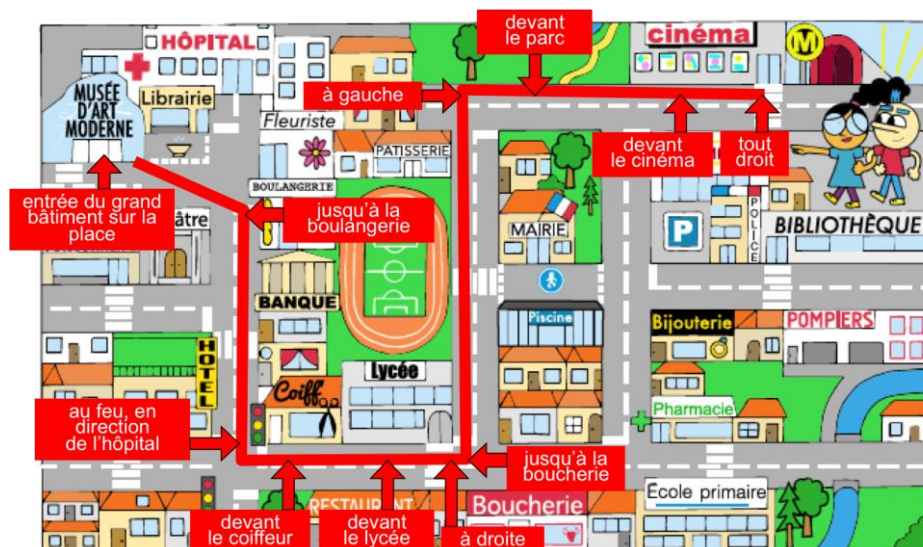 devant
le parc
HÔPITAL
cinéma
M
MUSÉE
D'ART
MODERNE
Librairie
à gauche
Fleuriste
PATISSERIE
devant
le cinéma
tout
droit
entrée du grand
bâtiment sur la
place
BOULANGERIE
jusqu'à la
boulangerie
âtre
MAIRIE
P
POLICE
BIBLIOTHÈQUE
BANQUE
Piscine
Bijouterie
POMPIERS
HOTEL
Lycée
Coiff
au feu, en
direction
de l'hôpital
Pharmacie
jusqu'à la
boucherie
RESTAURANT
Boucherie
École primaire
devant
le coiffeur
devant
le lycée
à droite